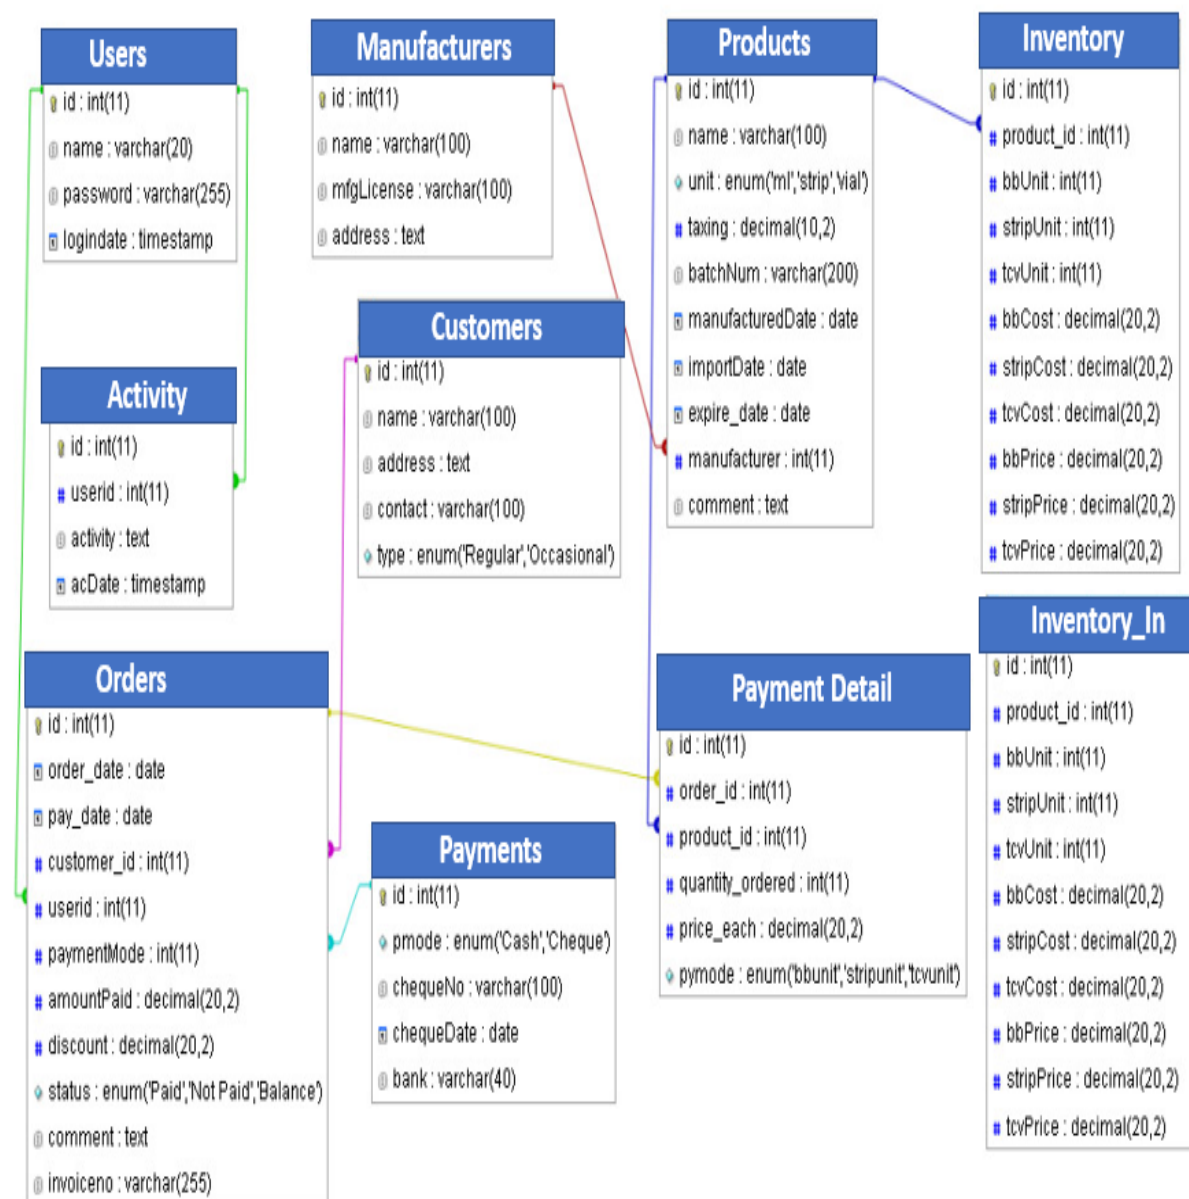 Users
id : int(11)
name : varchar(20)
password : varchar(255)
logindate : timestamp
Manufacturers
id : int(11)
name : varchar(100)
mfgLicense : varchar(100)
address : text
Products
id : int(11)
name : varchar(100)
unit : enum('ml','strip','vial')
taxing : decimal(10,2)
batchNum : varchar(200)
manufacturedDate : date
importDate : date
expire_date : date
manufacturer : int(11)
comment : text
Inventory
id : int(11)
product_id : int(11)
bbUnit : int(11)
stripUnit : int(11)
tcvUnit : int(11)
bbCost : decimal(20,2)
stripCost : decimal(20,2)
tcvCost : decimal(20,2)
bbPrice : decimal(20,2)
stripPrice : decimal(20,2)
tcvPrice : decimal(20,2)
Activity
id : int(11)
userid : int(11)
activity : text
acDate : timestamp
Customers
id : int(11)
name : varchar(100)
address : text
contact : varchar(100)
type : enum('Regular','Occasional')
Orders
id : int(11)
order_date : date
pay_date : date
customer_id : int(11)
userid : int(11)
paymentMode : int(11)
amountPaid : decimal(20,2)
discount : decimal(20,2)
status : enum('Paid','Not Paid','Balance')
comment : text
invoiceno : varchar(255)
Payments
id : int(11)
pmode : enum('Cash','Cheque')
chequeNo : varchar(100)
chequeDate : date
bank : varchar(40)
Payment Detail
id : int(11)
order_id : int(11)
product_id : int(11)
quantity_ordered : int(11)
price_each : decimal(20,2)
pymode : enum('bbunit','stripunit','tcvunit')
Inventory_In
id : int(11)
product_id : int(11)
bbUnit : int(11)
stripUnit : int(11)
tcvUnit : int(11)
bbCost : decimal(20,2)
stripCost : decimal(20,2)
tcvCost : decimal(20,2)
bbPrice : decimal(20,2)
stripPrice : decimal(20,2)
tcvPrice : decimal(20,2)